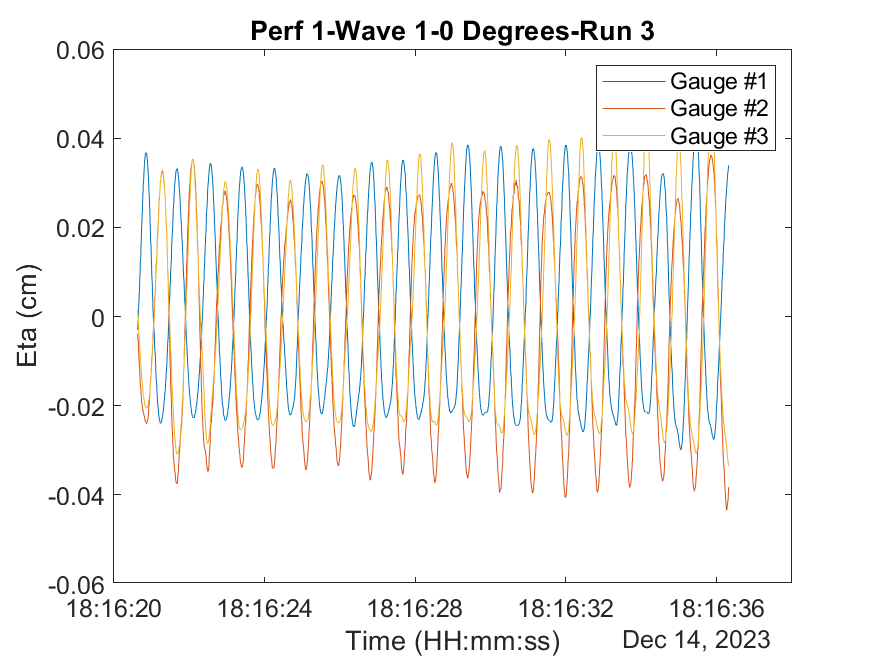 Perf 1-Wave 1-0 Degrees-Run 3
0.06
0.04
0.02
0
-0.02
-0.04
-0.06
Eta (cm)
Gauge #1
Gauge #2
Gauge #3
18:16:20 18:16:24 18:16:28 18:16:32 18:16:36
Time (HH:mm:ss)
Dec 14, 2023